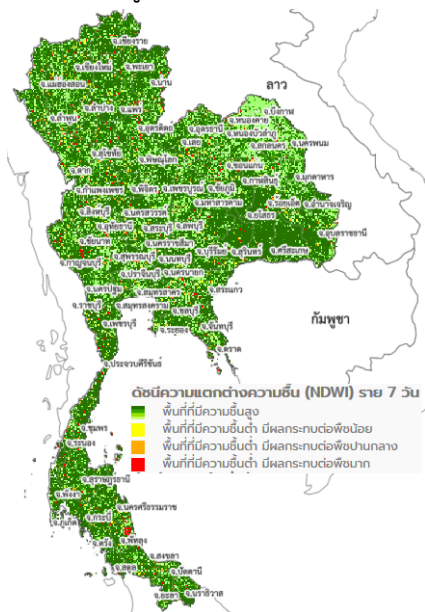 จ.เชียงราย
จ.เชียงใหม่
จ.พะเยา
จ.แม่ฮ่องสอน
จ.น่าน
จ.ลำปาง
จ.แพร่
จ.ลำพูน
จ.อุตรดิตถ์
จ.สุโขทัย
จ.พิษณุโลก
จ.ตาก
จ.กำแพงเพชร
จ.พิจิตร
จ.เพชรบูรณ์
จ.ชัยภูมิ
จ.เลย
จ.อุดรธานี
จ.หนองคาย
จ.บึงกาฬ
จ.หนองบัวลำภู
จ.สกลนคร
จ.นครพนม
จ.ขอนแก่น
จ.กาฬสินธุ์
จ.มุกดาหาร
จ.มหาสารคาม
จ.ร้อยเอ็ด
จ.อำนาจเจริญ
จ.ยโสธร
จ.อุบลราชธานี
จ.สิงห์บุรี
จ.นครสวรรค์
จ.อุทัยธานี
จ.สระบุรี
จ.ลพบุรี
จ.ชัยนาท
จ.นครราชสีมา
จ.บุรีรัมย์
จ.สุรินทร์
จ.ศรีสะเกษ
จ.สุพรรณบุรี
จ.นนทบุรี
จ.กาญจนบุรี
จ.ปราจีนบุรี
จ.นครนายก
จ.นครปฐม
จ.สมุทรสาคร
จ.สระแก้ว
จ.ราชบุรี
จ.สมุทรสงคราม
จ.ชลบุรี
จ.เพชรบุรี
จ.ระยอง
จ.จันทบุรี
จ.ตราด
จ.ประจวบคีรีขันธ์
จ.ชุมพร
จ.ระนอง
จ.สุราษฎร์ธานี
จ.พังงา
จ.นครศรีธรรมราช
จ.ภูเก็ต
จ.กระบี่
จ.ตรัง
จ.พัทลุง
จ.สงขลา
จ.สตูล
จ.ปัตตานี
จ.ยะลา
จ.นราธิวาส
ลาว
กัมพูชา
ดัชนีความแตกต่างความชื้น (NDWI) ราย 7 วัน
พื้นที่ที่มีความชื้นสูง
พื้นที่ที่มีความชื้นต่ำ มีผลกระทบต่อพืชน้อย
พื้นที่ที่มีความชื้นต่ำ มีผลกระทบต่อพืชปานกลาง
พื้นที่ที่มีความชื้นต่ำ มีผลกระทบต่อพืชมาก